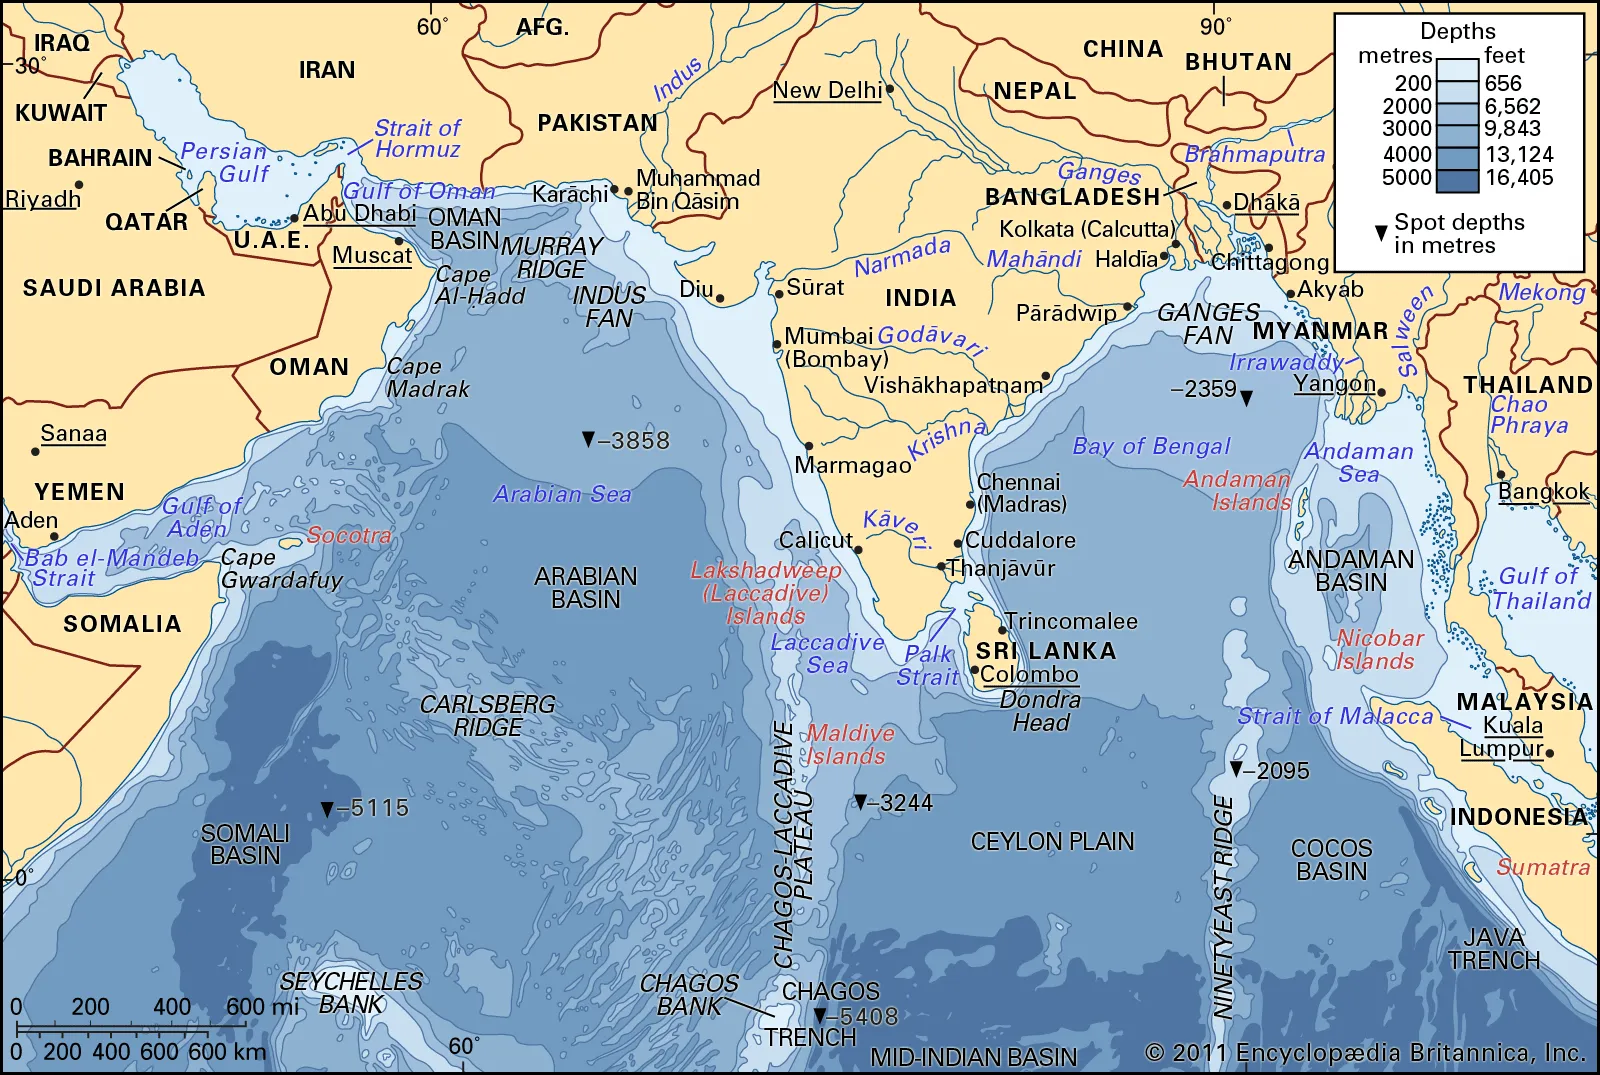 60°
AFG.
90°
IRAQ
30°
IRAN
CHINA
BHUTAN
Depths
metres
feet
200
656
2000
6,562
3000
9,843
4000
13,124
5000
16,405
Spot depths
in metres
KUWAIT
Indus
New Delhi
NEPAL
PAKISTAN
Strait of
Hormuz
BAHRAIN
Persian
Gulf
Brahmaputra
Ganges
BANGLADESH
Riyadh
QATAR
Gulf of Oman
Karāchi
Muhammad
Bin Qāsim
Abu Dhabi
U.A.E.
OMAN
BASIN
Dhākā
Kolkata (Calcutta)
Muscat
MURRAY
RIDGE
Narmada
Mahāndi
Haldīa
Chittagong
SAUDI ARABIA
Cape
Al-Hadd
INDUS
FAN
Diu
Sūrat
INDIA
Akyab
Salween
Mekong
Pārādwīp
GANGES
FAN
MYANMAR
Mumbai
(Bombay)
Godāvari
OMAN
Cape
Madrak
Irrawaddy
Vishākhapatnam
–2359
Yangon
THAILAND
Chao
Phraya
Sanaa
–3858
Krishna
Bay of Bengal
Andaman
Sea
Marmagao
YEMEN
Arabian Sea
Chennai
(Madras)
Andaman
Islands
Bangkok
Gulf of
Aden
Aden
Kāveri
Socotra
Calicut
Cuddalore
Bab el-Mandeb
Strait
Cape
Gwardafuy
ARABIAN
BASIN
Lakshadweep
(Laccadive)
Islands
Thanjāvūr
ANDAMAN
BASIN
Gulf of
Thailand
SOMALIA
Trincomalee
Laccadive
Sea
Palk
Strait
SRI LANKA
Colombo
Nicobar
Islands
CARLSBERG
RIDGE
Dondra
Head
MALAYSIA
Strait of Malacca
Kuala
Lumpur
Maldive
Islands
–2095
–5115
–3244
SOMALI
BASIN
CHAGOS-LACCADIVE
PLATEAU
CEYLON PLAIN
NINETYEAST RIDGE
COCOS
BASIN
INDONESIA
Sumatra
0°
JAVA
TRENCH
SEYCHELLES
BANK
CHAGOS
BANK
CHAGOS
TRENCH
–5408
0 200 400 600 mi
0 200 400 600 600 km
60°
MID-INDIAN BASIN
© 2011 Encyclopædia Britannica, Inc.